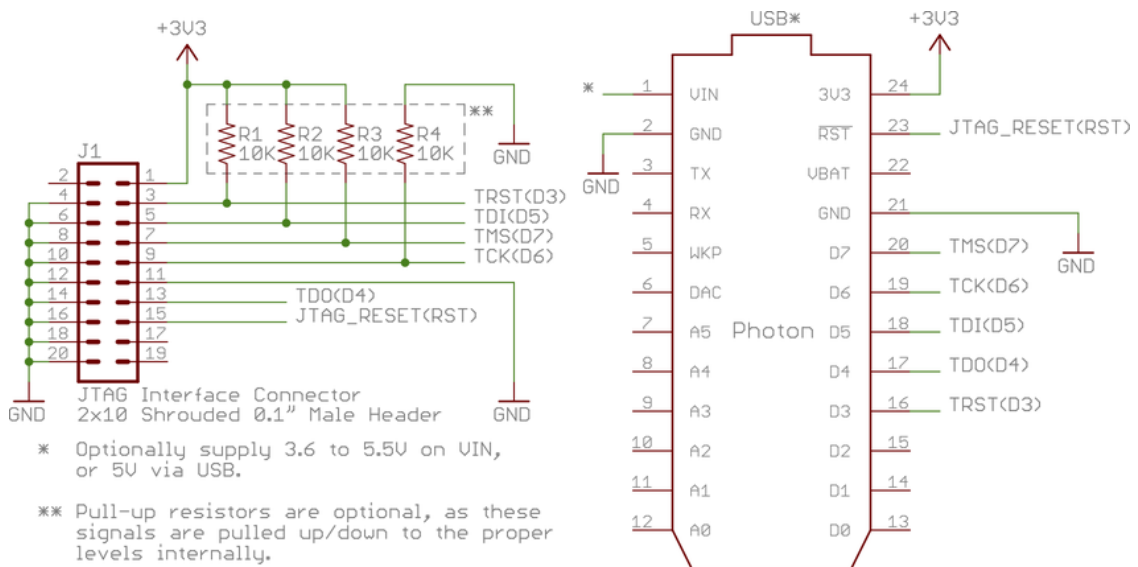 +3V3
R1
10K
R2
10K
R3
10K
R4
10K
**
GND
J1
2 1
4 3 TRST(D3)
6 5 TDI(D5)
8 7 TMS(D7)
10 9 TCK(D6)
12 11
14 13 TDO(D4)
16 15 JTAG_RESET(RST)
18 17
20 19
GND
JTAG Interface Connector
2x10 Shrouded 0.1" Male Header
GND
* Optionally supply 3.6 to 5.5V on VIN,
or 5V via USB.
** Pull-up resistors are optional, as these
signals are pulled up/down to the proper
levels internally.
USB*
+3V3
* 1 VIN 3V3 24
2 GND RST 23 JTAG_RESET(RST)
GND
3 TX VBAT 22
4 RX GND 21
GND
5 WKP D7 20 TMS(D7)
6 DAC D6 19 TCK(D6)
7 A5 Photon D5 18 TDI(D5)
8 A4 D4 17 TDO(D4)
9 A3 D3 16 TRST(D3)
10 A2 D2 15
11 A1 D1 14
12 A0 D0 13